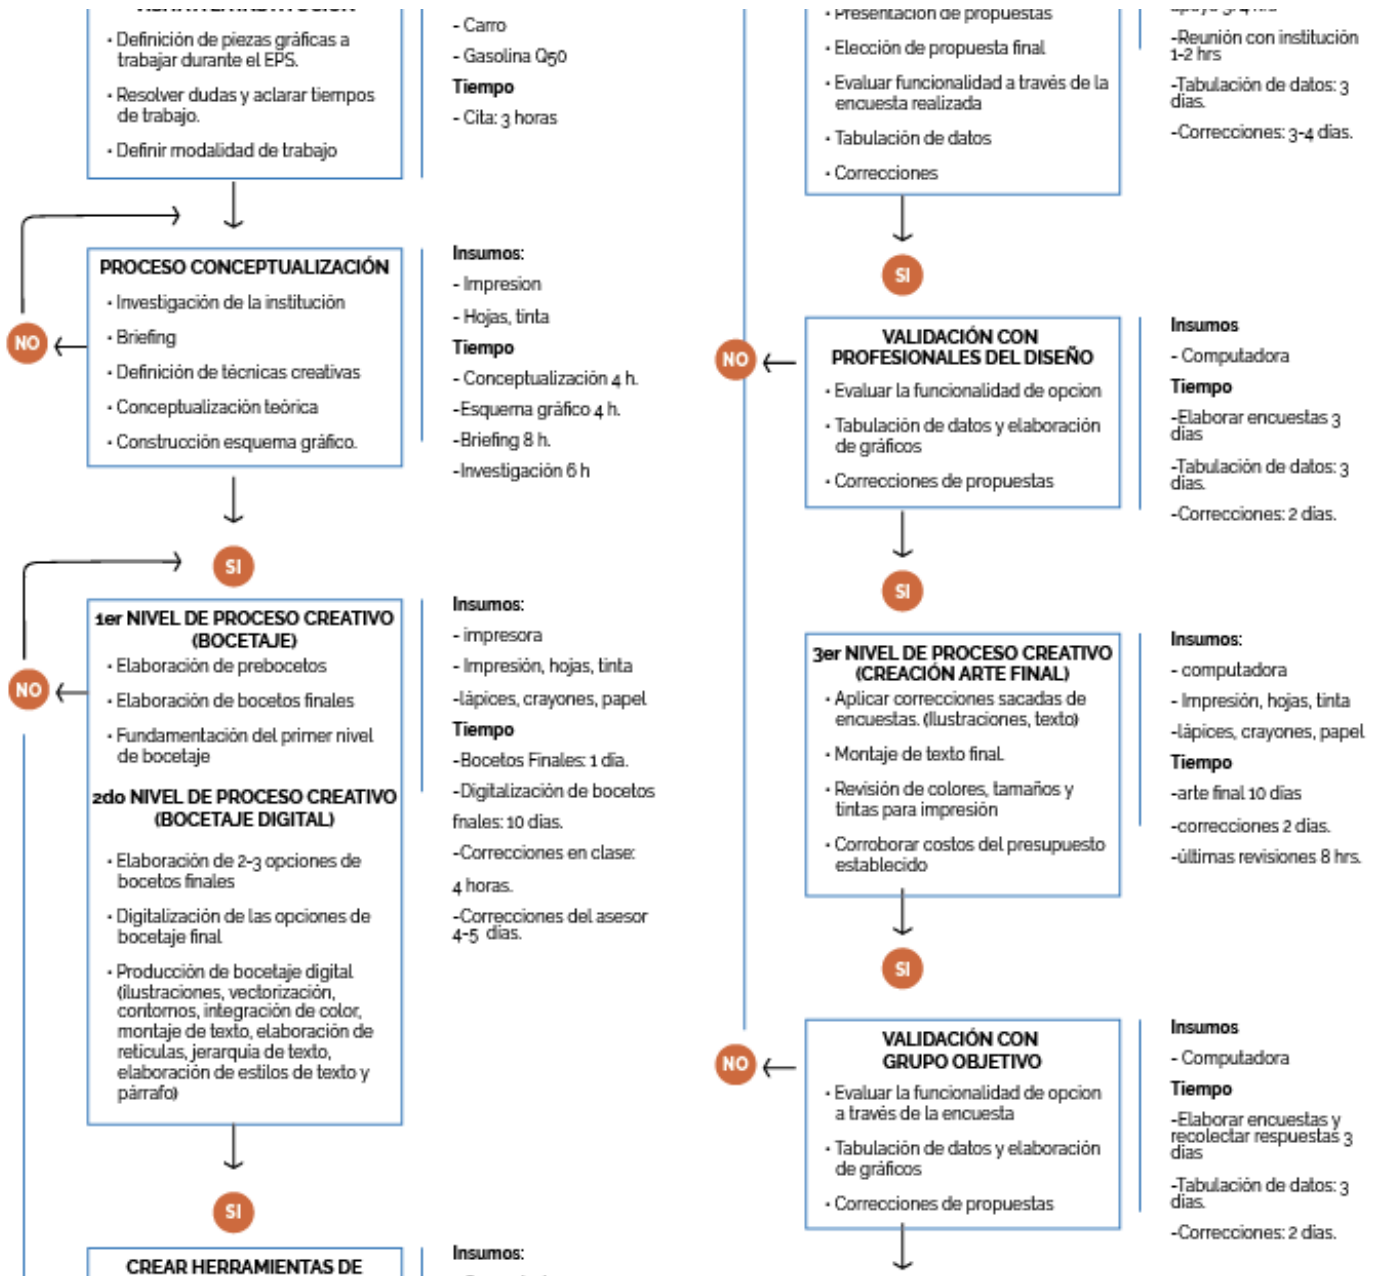 • Definición de piezas gráficas a
trabajar durante el EPS.
• Resolver dudas y aclarar tiempos
de trabajo.
• Definir modalidad de trabajo
- Carro
- Gasolina Q50
Tiempo
- Cita: 3 horas
NO
PROCESO CONCEPTUALIZACIÓN
• Investigación de la institución
• Briefing
• Definición de técnicas creativas
• Conceptualización teórica
• Construcción esquema gráfico.
Insumos:
- Impresion
- Hojas, tinta
Tiempo
- Conceptualización 4 h.
-Esquema gráfico 4 h.
-Briefing 8 h.
-Investigación 6 h
SI
NO
1er NIVEL DE PROCESO CREATIVO
(BOCETAJE)
• Elaboración de prebocetos
• Elaboración de bocetos finales
• Fundamentación del primer nivel
de bocetaje
2do NIVEL DE PROCESO CREATIVO
(BOCETAJE DIGITAL)
• Elaboración de 2-3 opciones de
bocetos finales
• Digitalización de las opciones de
bocetaje final
• Producción de bocetaje digital
(ilustraciones, vectorización,
contornos, integración de color,
montaje de texto, elaboración de
retículas, jerarquía de texto,
elaboración de estilos de texto y
párrafo)
Insumos:
- impresora
- Impresión, hojas, tinta
-lápices, crayones, papel
Tiempo
-Bocetos Finales: 1 día.
-Digitalización de bocetos
fnales: 10 días.
-Correcciones en clase:
4 horas.
-Correcciones del asesor
4-5 días.
SI
CREAR HERRAMIENTAS DE
Insumos:
• Presentación de propuestas
• Elección de propuesta final
• Evaluar funcionalidad a través de la
encuesta realizada
• Tabulación de datos
• Correcciones
-Reunión con institución
1-2 hrs
-Tabulación de datos: 3
días.
-Correcciones: 3-4 días.
SI
NO
VALIDACIÓN CON
PROFESIONALES DEL DISEÑO
• Evaluar la funcionalidad de opcion
• Tabulación de datos y elaboración
de gráficos
• Correcciones de propuestas
Insumos
- Computadora
Tiempo
-Elaborar encuestas 3
días
-Tabulación de datos: 3
días.
-Correcciones: 2 días.
SI
3er NIVEL DE PROCESO CREATIVO
(CREACIÓN ARTE FINAL)
• Aplicar correcciones sacadas de
encuestas. (Ilustraciones, texto)
• Montaje de texto final.
• Revisión de colores, tamaños y
tintas para impresión
• Corroborar costos del presupuesto
establecido
Insumos:
- computadora
- Impresión, hojas, tinta
-lápices, crayones, papel
Tiempo
-arte final 10 días
-correcciones 2 días.
-últimas revisiones 8 hrs.
SI
NO
VALIDACIÓN CON
GRUPO OBJETIVO
• Evaluar la funcionalidad de opcion
a través de la encuesta
• Tabulación de datos y elaboración
de gráficos
• Correcciones de propuestas
Insumos
- Computadora
Tiempo
-Elaborar encuestas y
recolectar respuestas 3
días
-Tabulación de datos: 3
días.
-Correcciones: 2 días.